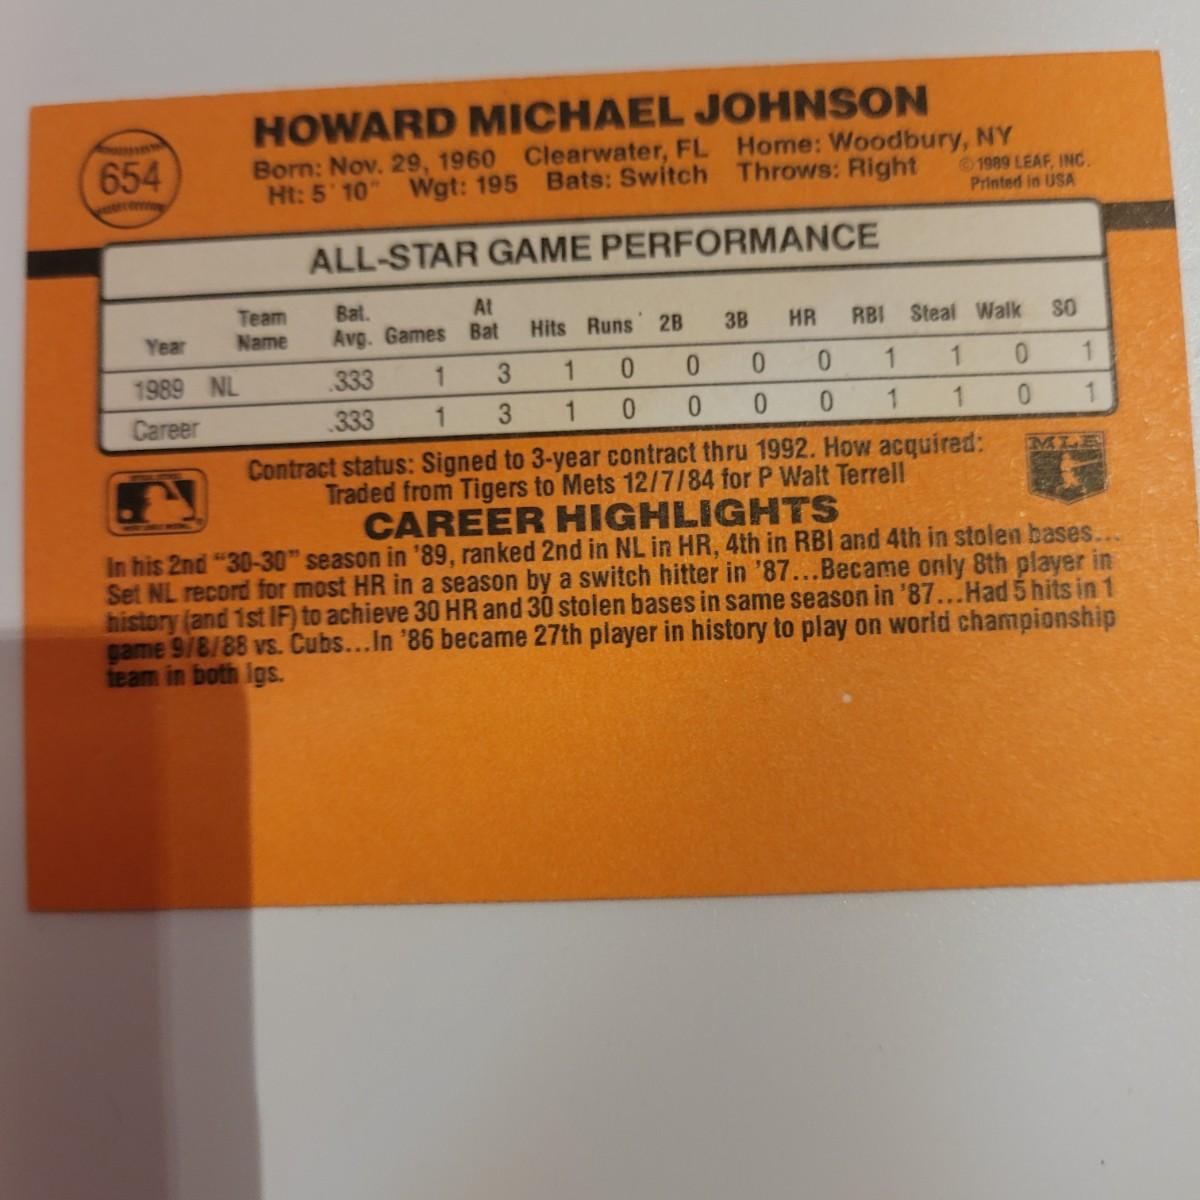 HOWARD MICHAEL JOHNSON
654
Born: Nov. 29, 1960 Clearwater, FL Home: Woodbury, NY
Ht: 5' 10" Wgt: 195 Bats: Switch Throws: Right
© 1989 LEAF, INC.
Printed in USA
ALL-STAR GAME PERFORMANCE
Year Team Name Bat. Avg. Games At Bat Hits Runs 2B 3B HR RBI Steal Walk SO
1989 NL .333 1 3 1 0 0 0 0 1 1 0 1
Career .333 1 3 1 0 0 0 0 1 1 0 1
Contract status: Signed to 3-year contract thru 1992. How acquired:
Traded from Tigers to Mets 12/7/84 for P Walt Terrell
CAREER HIGHLIGHTS
In his 2nd “30-30” season in ’89, ranked 2nd in NL in HR, 4th in RBI and 4th in stolen bases...
Set NL record for most HR in a season by a switch hitter in ’87...Became only 8th player in
history (and 1st IF) to achieve 30 HR and 30 stolen bases in same season in ’87...Had 5 hits in 1
game 9/8/88 vs. Cubs...In ’86 became 27th player in history to play on world championship
team in both lgs.